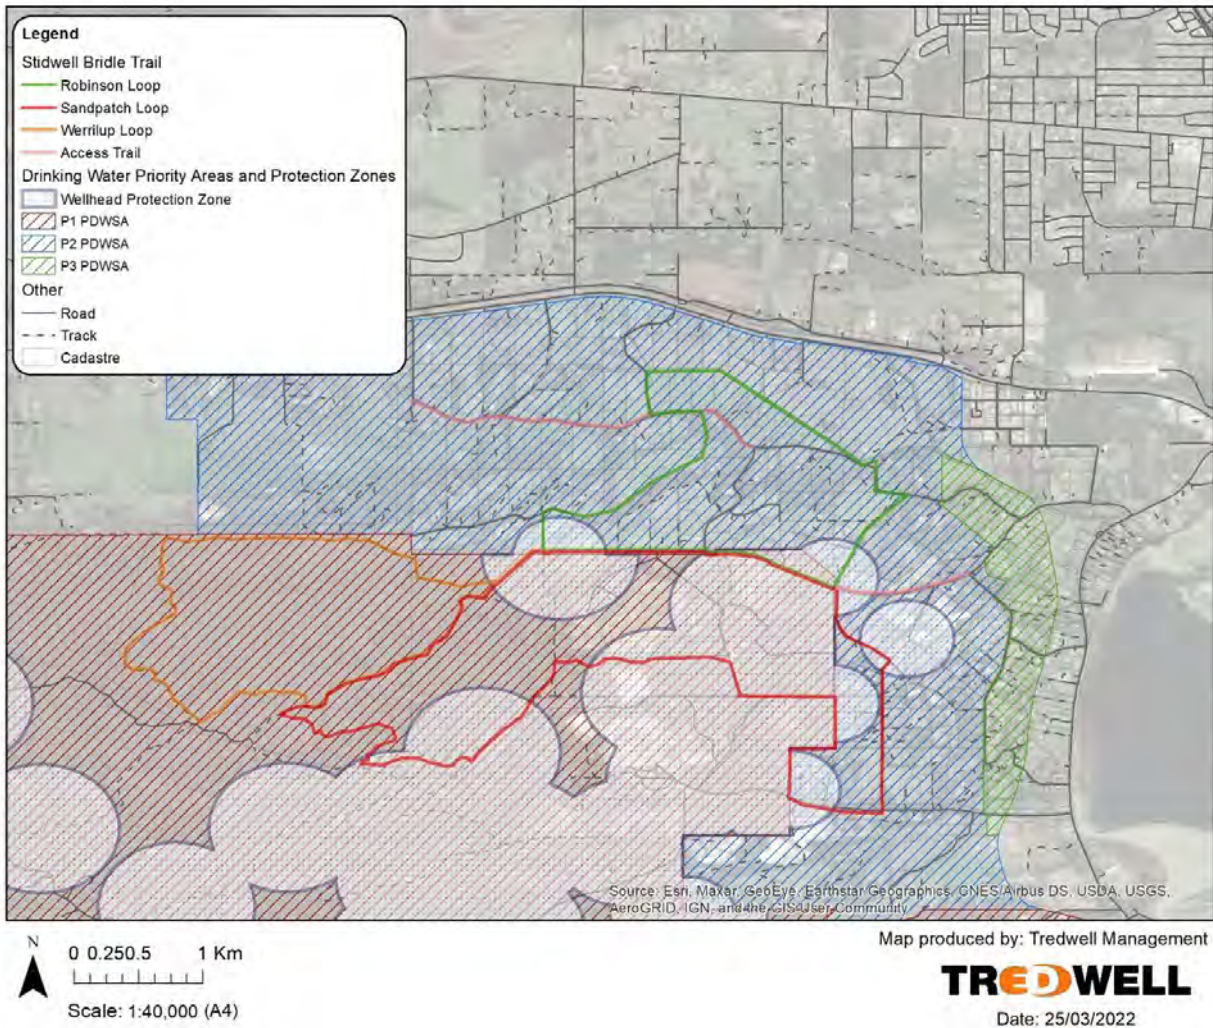 Legend
Stidwell Bridle Trail
Robinson Loop
Sandpatch Loop
Werrilup Loop
Access Trail
Drinking Water Priority Areas and Protection Zones
Wellhead Protection Zone
P1 PDWSA
P2 PDWSA
P3 PDWSA
Other
Road
Track
Cadastre
Source: Esri, Maxar, GeoEye, Earthstar Geographics, CNES/Airbus DS, USDA, USGS,
AeroGRID, IGN, and the GIS User Community
N
0 0.250.5 1 Km
Scale: 1:40,000 (A4)
Map produced by: Tredwell Management
TREDWELL
Date: 25/03/2022